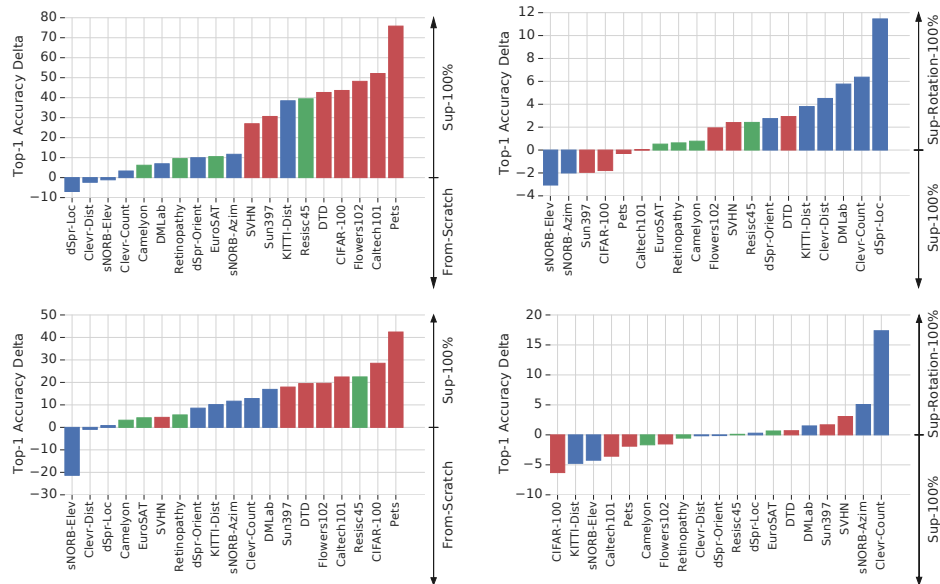 Top-1 Accuracy Delta
80
70
60
50
40
30
20
10
0
−10
dSpr-Loc
Clevr-Dist
sNORB-Elev
Clevr-Count
Camelyon
DMLab
Retinopathy
dSpr-Orient
EuroSAT
sNORB-Azim
SVHN
Sun397
KITTI-Dist
Resisc45
DTD
CIFAR-100
Flowers102
Caltech101
Pets
Sup-100%
From-Scratch
Top-1 Accuracy Delta
12
10
8
6
4
2
0
−2
−4
sNORB-Elev
sNORB-Azim
Sun397
CIFAR-100
Pets
Caltech101
EuroSAT
Retinopathy
Camelyon
Flowers102
SVHN
Resisc45
dSpr-Orient
DTD
KITTI-Dist
Clevr-Dist
DMLab
Clevr-Count
dSpr-Loc
Sup-Rotation-100%
Sup-100%
Top-1 Accuracy Delta
50
40
30
20
10
0
−10
−20
−30
sNORB-Elev
Clevr-Dist
dSpr-Loc
Camelyon
EuroSAT
SVHN
Retinopathy
dSpr-Orient
KITTI-Dist
sNORB-Azim
Clevr-Count
DMLab
Sun397
DTD
Flowers102
Caltech101
Resisc45
CIFAR-100
Pets
Sup-100%
From-Scratch
Top-1 Accuracy Delta
20
15
10
5
0
−5
−10
CIFAR-100
KITTI-Dist
sNORB-Elev
Caltech101
Pets
Camelyon
Flowers102
Retinopathy
Clevr-Dist
dSpr-Orient
Resisc45
dSpr-Loc
EuroSAT
DTD
DMLab
Sun397
SVHN
sNORB-Azim
Clevr-Count
Sup-Rotation-100%
Sup-100%